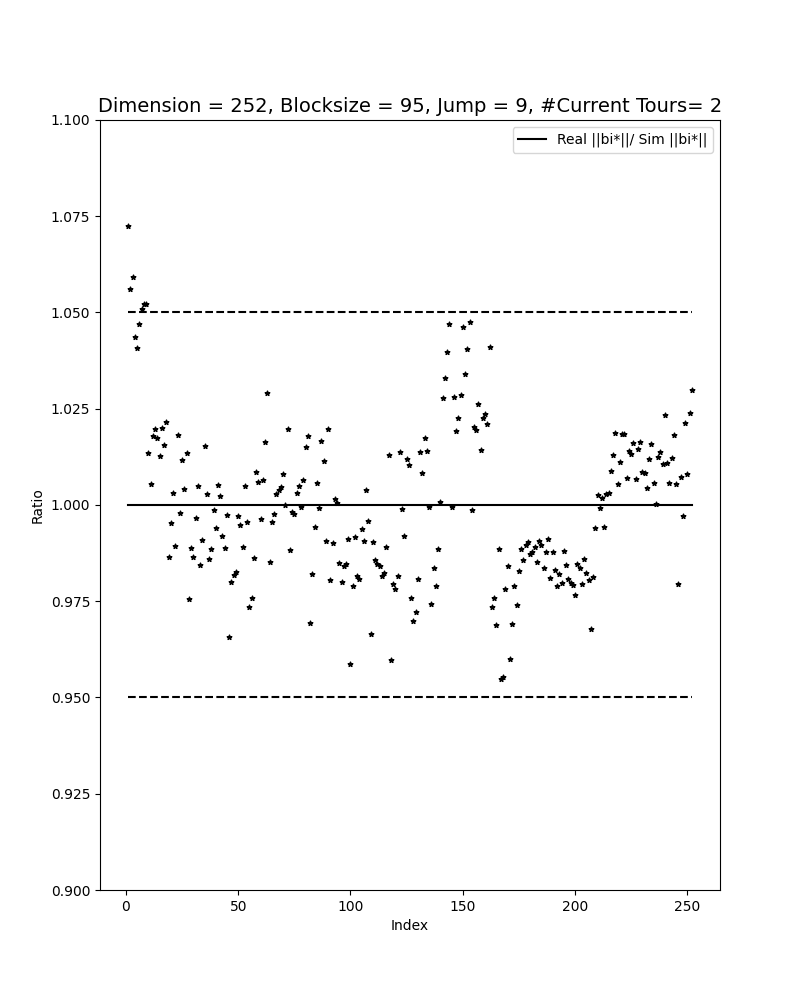 Dimension = 252, Blocksize = 95, Jump = 9, #Current Tours= 2
Real ||bi*||/ Sim ||bi*||
1.100
1.075
1.050
1.025
1.000
0.975
0.950
0.925
0.900
Ratio
0 50 100 150 200 250
Index